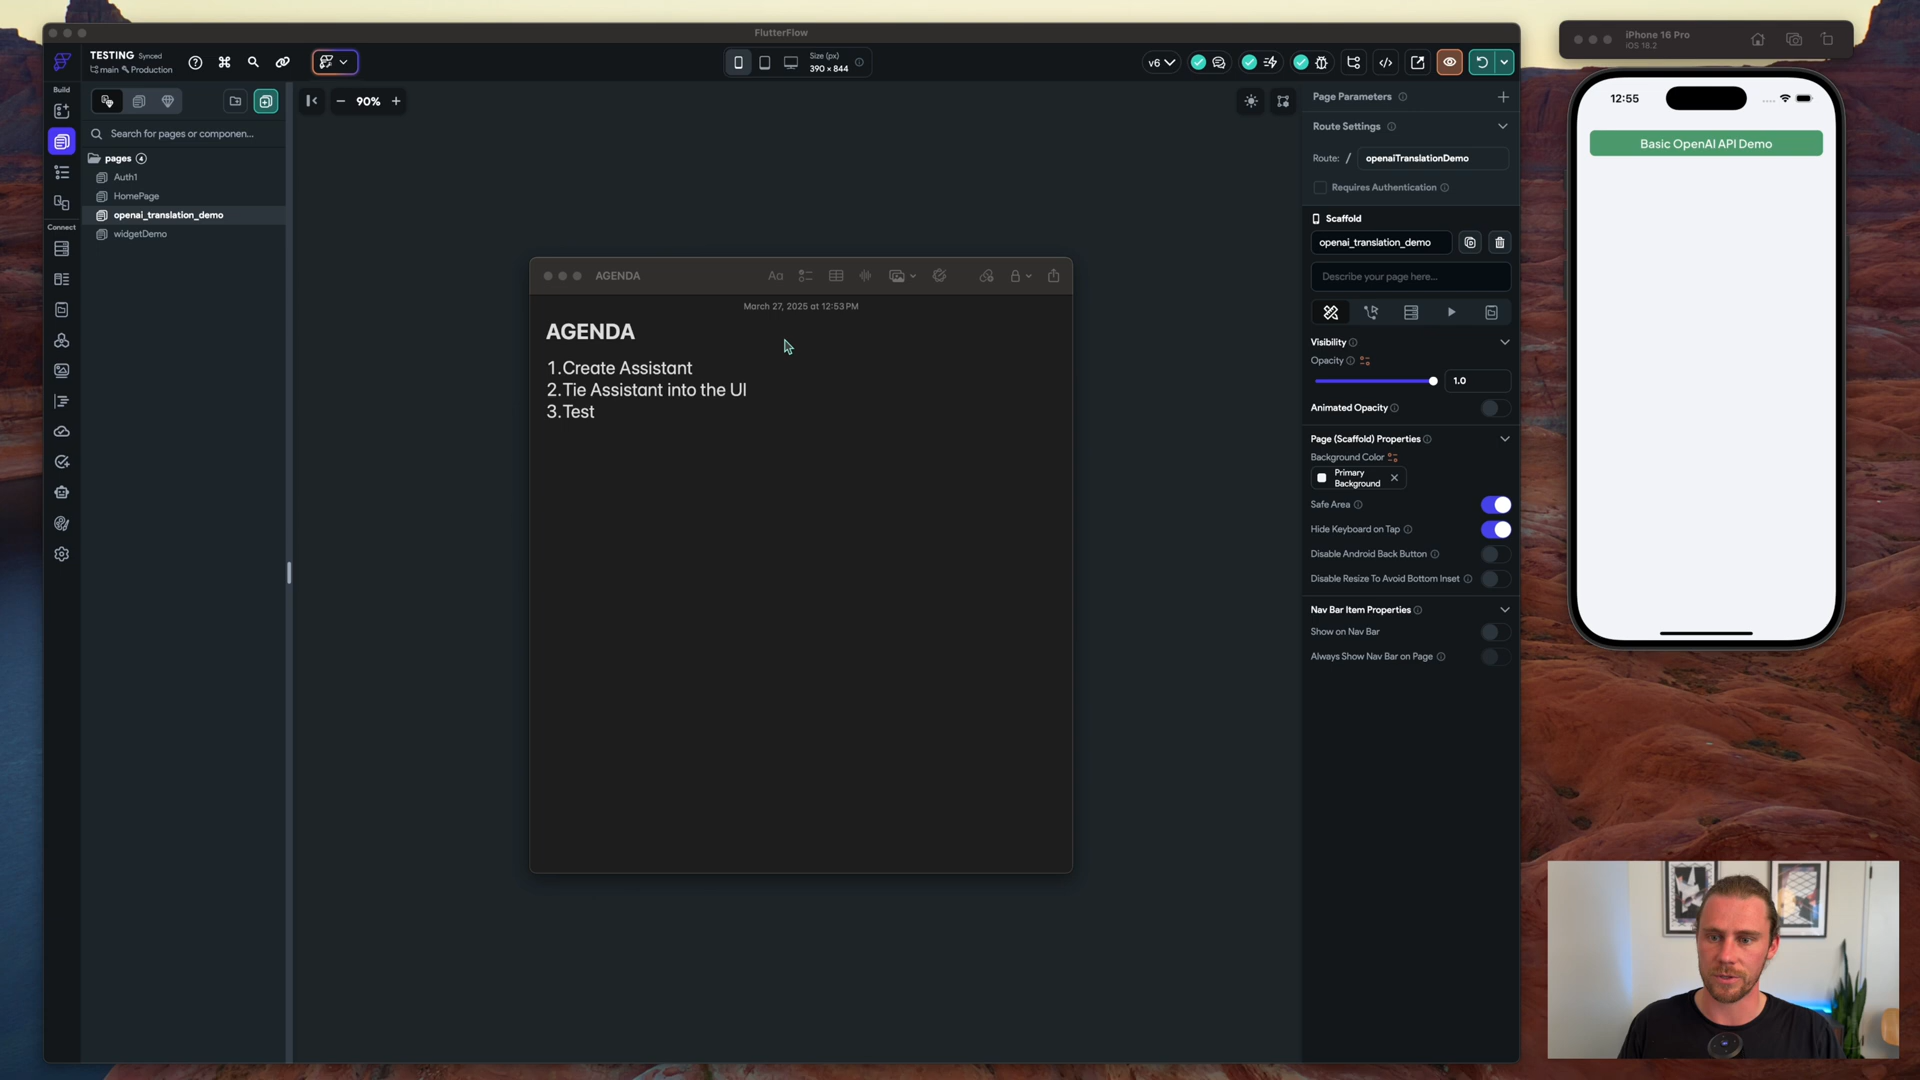 FlutterFlow
TESTING Synced
main Production
Size (px)
390 × 844
v6
Build
Connect
Search for pages or componen...
pages 4
Auth1
HomePage
openai_translation_demo
widgetDemo
90%
AGENDA
March 27, 2025 at 12:53 PM
AGENDA
1. Create Assistant
2. Tie Assistant into the UI
3. Test
Aa
Page Parameters
Route Settings
Route: / openaiTranslationDemo
Requires Authentication
Scaffold
openai_translation_demo
Describe your page here...
Visibility
Opacity
1.0
Animated Opacity
Page (Scaffold) Properties
Background Color
Primary
Background
Safe Area
Hide Keyboard on Tap
Disable Android Back Button
Disable Resize To Avoid Bottom Inset
Nav Bar Item Properties
Show on Nav Bar
Always Show Nav Bar on Page
iPhone 16 Pro
iOS 18.2
12:55
Basic OpenAI API Demo